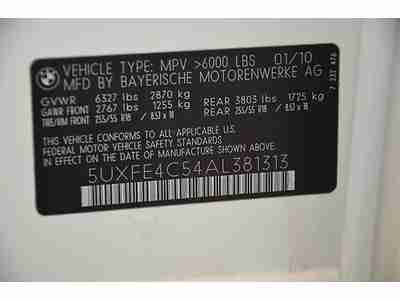 VEHICLE TYPE: MPV >6000 LBS 01/10
MFD BY BAYERISCHE MOTORENWERKE AG
GVWR 6327 lbs 2870 kg
GAWR FRONT 2767 lbs 1255 kg REAR 3803 lbs 1725 kg
TIRE/RIM FRONT 255/55 R18 / 8.5J x 18 REAR 255/55 R18 / 8.5J x 18
THIS VEHICLE CONFORMS TO ALL APPLICABLE U.S.
FEDERAL MOTOR VEHICLE SAFETY STANDARDS IN
EFFECT ON THE DATE OF MANUFACTURE SHOWN ABOVE.
5UXFE4C54AL381313